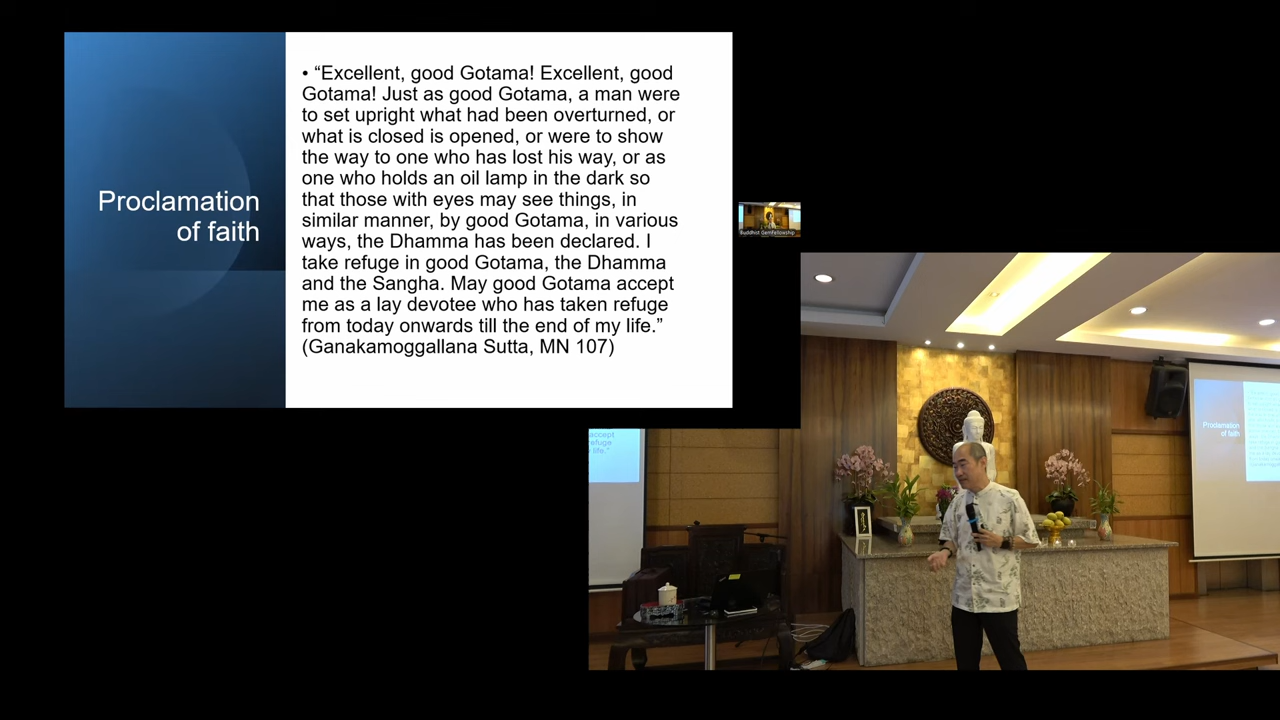 Proclamation
of faith
• “Excellent, good Gotama! Excellent, good
Gotama! Just as good Gotama, a man were
to set upright what had been overturned, or
what is closed is opened, or were to show
the way to one who has lost his way, or as
one who holds an oil lamp in the dark so
that those with eyes may see things, in
similar manner, by good Gotama, in various
ways, the Dhamma has been declared. I
take refuge in good Gotama, the Dhamma
and the Sangha. May good Gotama accept
me as a lay devotee who has taken refuge
from today onwards till the end of my life.”
(Ganakamoggallana Sutta, MN 107)
Buddhist GemFellowship
accept
refuge
life.”
Proclamation
of faith